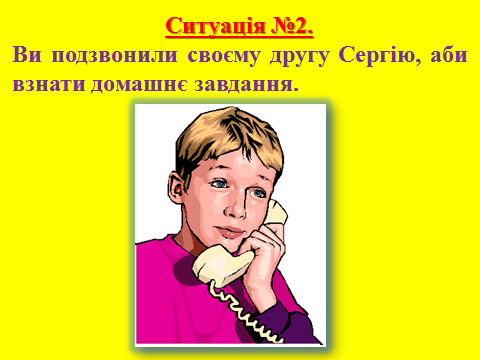 Ситуація №2.
Ви подзвонили своєму другу Сергію, аби
взнати домашнє завдання.